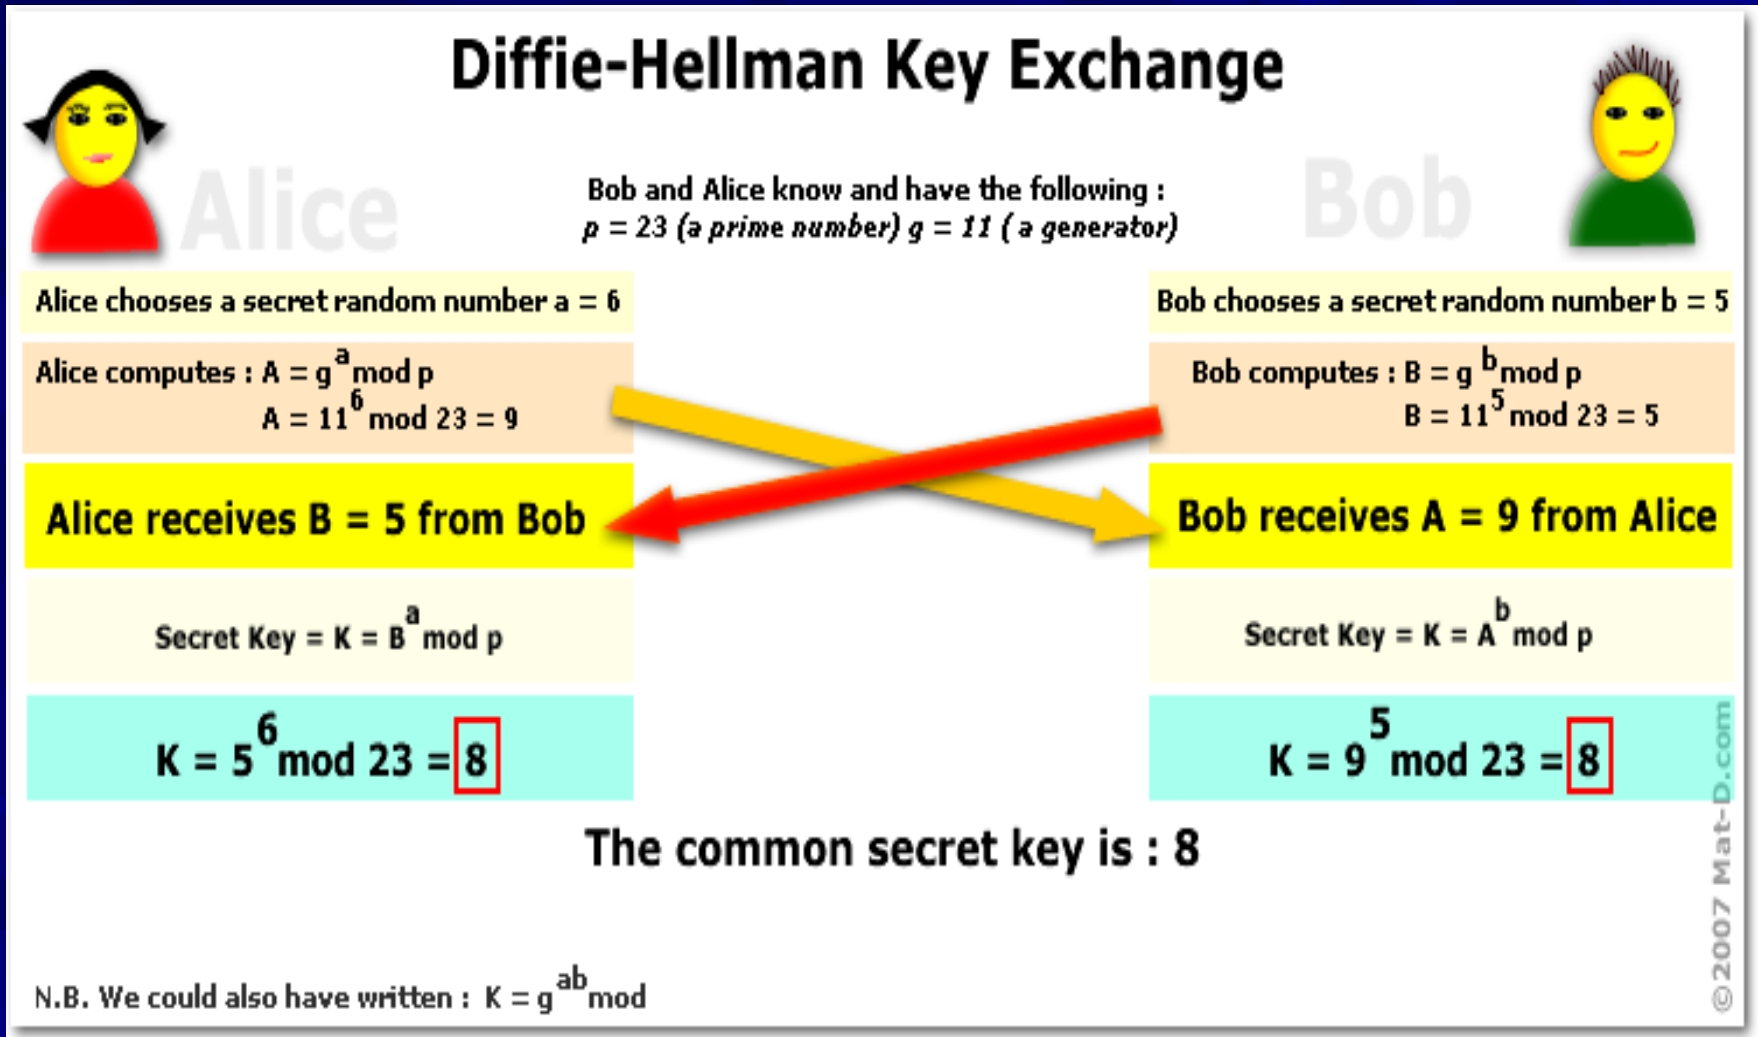 Diffie-Hellman Key Exchange
Alice
Bob
Bob and Alice know and have the following :
p = 23 (a prime number) g = 11 ( a generator)
Alice chooses a secret random number a = 6
Alice computes : A = g^a mod p
A = 11^6 mod 23 = 9
Alice receives B = 5 from Bob
Secret Key = K = B^a mod p
K = 5^6 mod 23 = 8
Bob chooses a secret random number b = 5
Bob computes : B = g^b mod p
B = 11^5 mod 23 = 5
Bob receives A = 9 from Alice
Secret Key = K = A^b mod p
K = 9^5 mod 23 = 8
The common secret key is : 8
N.B. We could also have written : K = g^ab mod
©2007 Mat-D.com